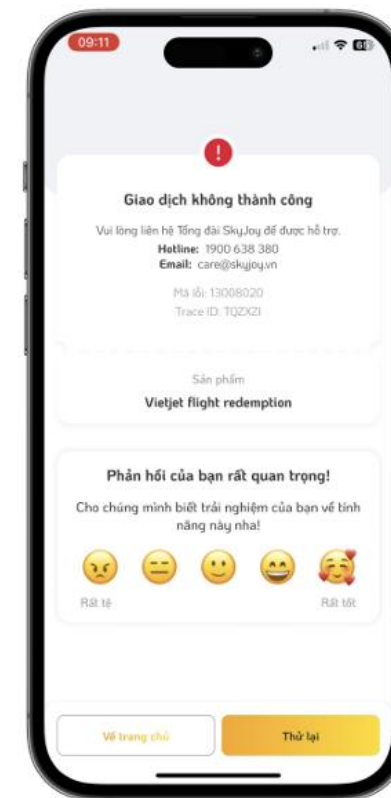 09:11
Giao dịch không thành công
Vui lòng liên hệ Tổng đài SkyJoy để được hỗ trợ.
Hotline: 1900 638 380
Email: care@skyjoy.vn
Mã lỗi: 13008020
Trace ID: TQZXZI
Sản phẩm
Vietjet flight redemption
Phản hồi của bạn rất quan trọng!
Cho chúng mình biết trải nghiệm của bạn về tính
năng này nha!
Rất tệ
Rất tốt
Về trang chủ
Thử lại